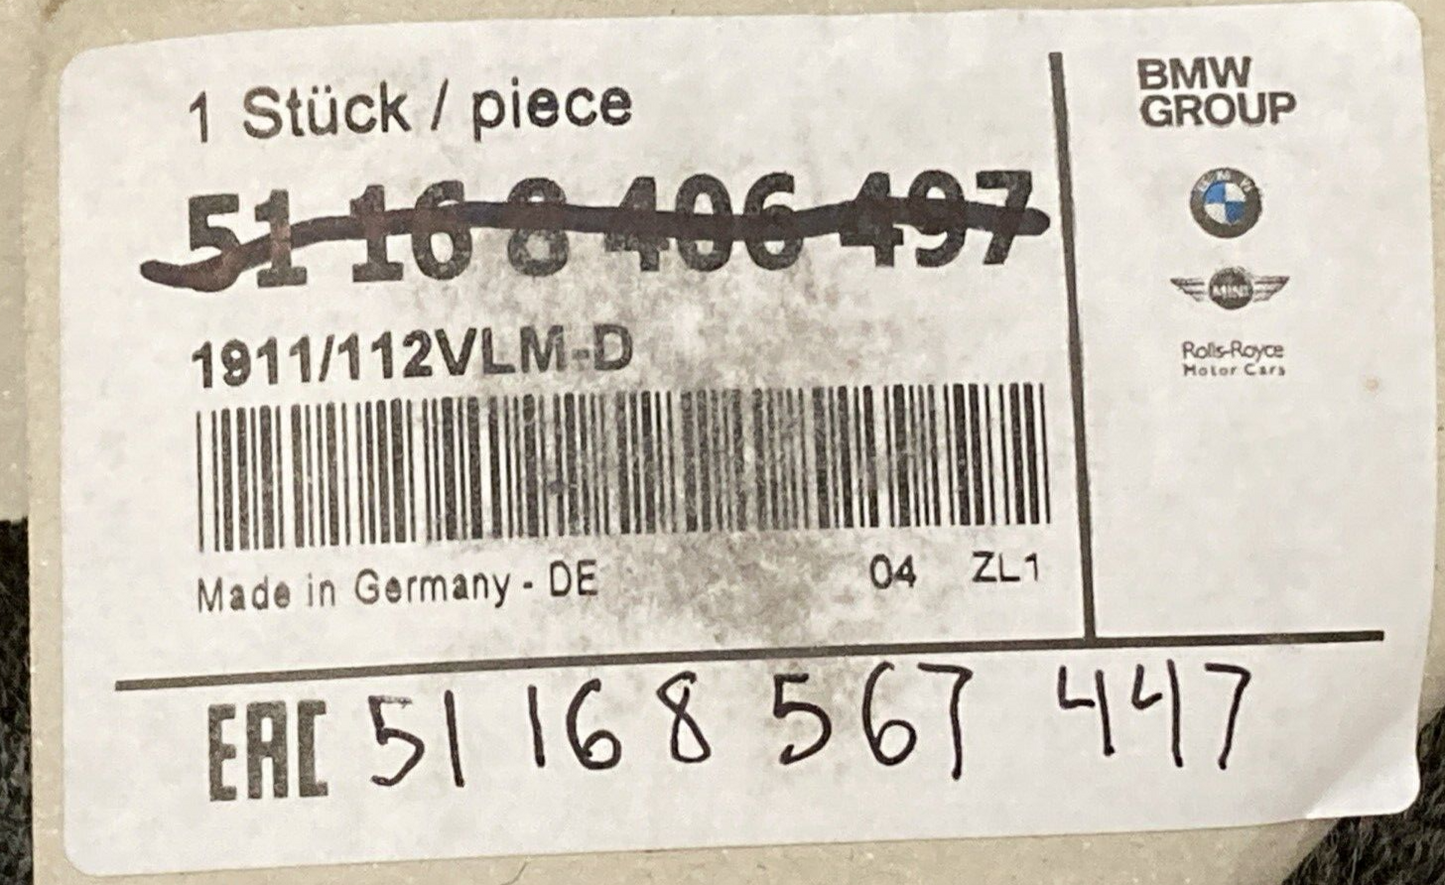 1 Stück / piece
51 16 8 406 497
1911/112VLM-D
Made in Germany - DE 04 ZL1
EAC 51 16 8 567 447
BMW
GROUP
MINI
Rolls-Royce
Motor Cars